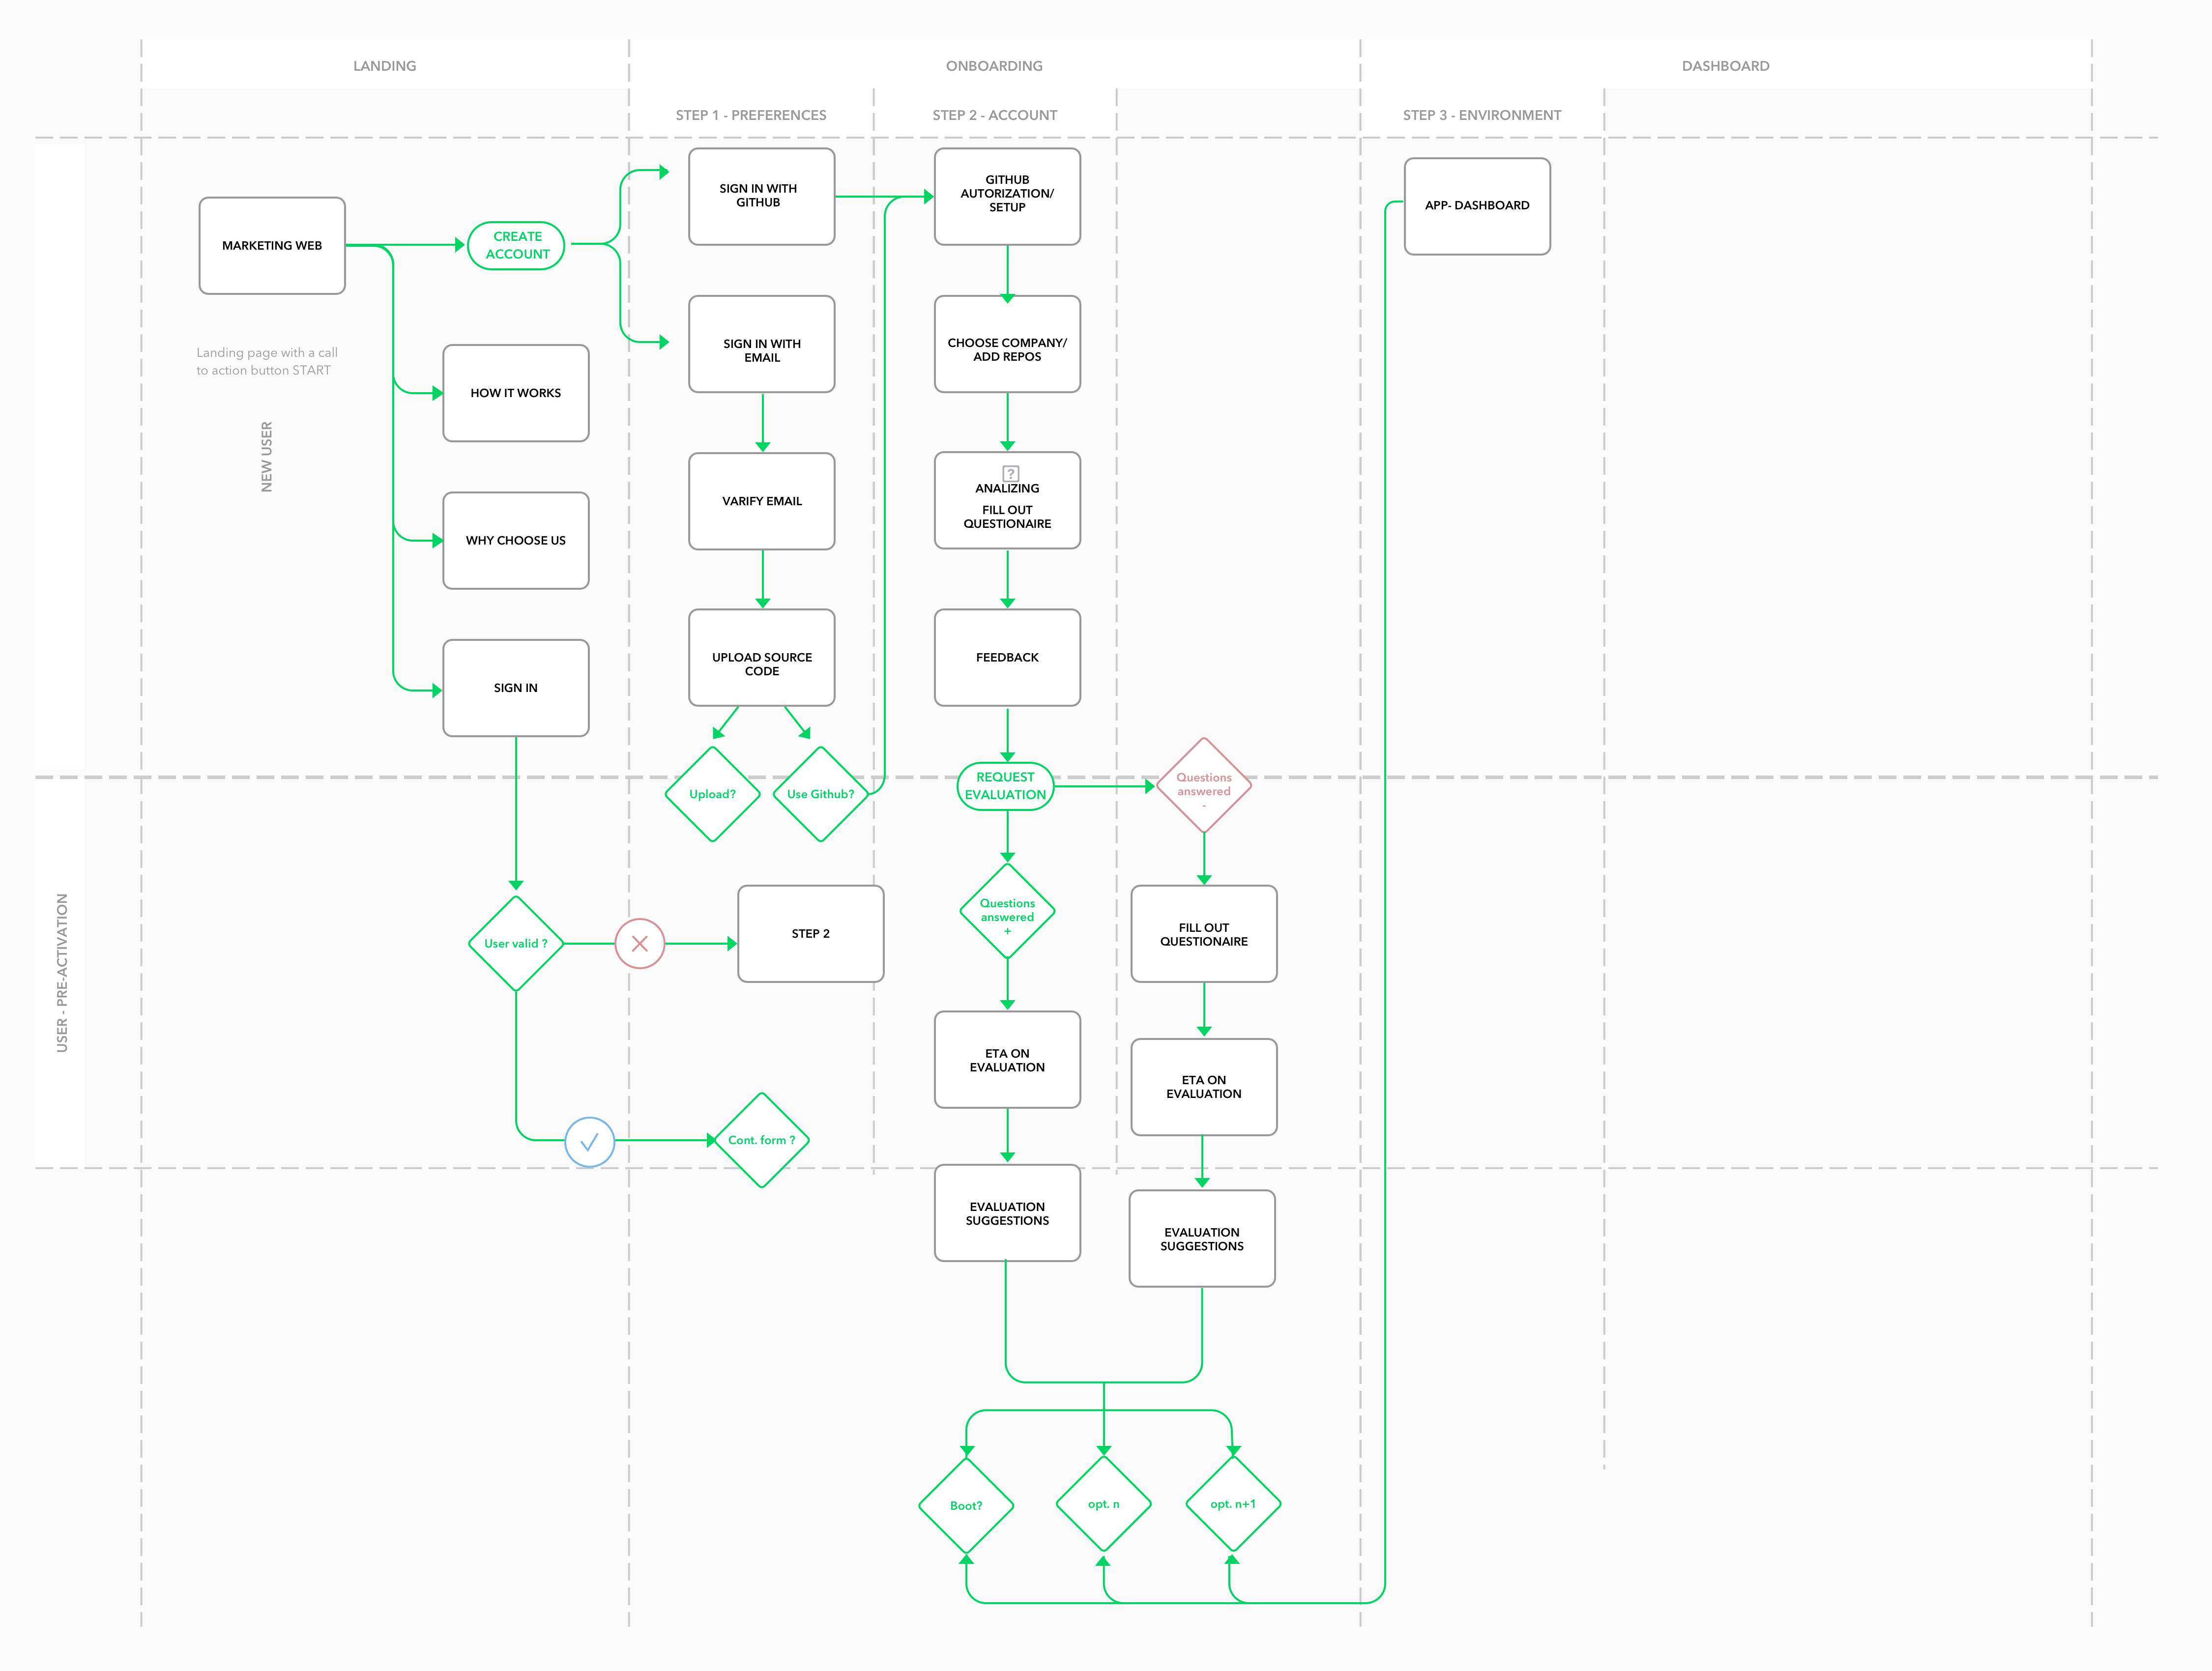 LANDING
ONBOARDING
DASHBOARD
STEP 1 - PREFERENCES
STEP 2 - ACCOUNT
STEP 3 - ENVIRONMENT
MARKETING WEB
Landing page with a call
to action button START
NEW USER
CREATE
ACCOUNT
HOW IT WORKS
WHY CHOOSE US
SIGN IN
SIGN IN WITH
GITHUB
SIGN IN WITH
EMAIL
VARIFY EMAIL
UPLOAD SOURCE
CODE
Upload?
Use Github?
GITHUB
AUTORIZATION/
SETUP
CHOOSE COMPANY/
ADD REPOS
?
ANALIZING
FILL OUT
QUESTIONAIRE
FEEDBACK
REQUEST
EVALUATION
Questions
answered
-
APP- DASHBOARD
USER - PRE-ACTIVATION
User valid ?
STEP 2
Cont. form ?
Questions
answered
+
ETA ON
EVALUATION
EVALUATION
SUGGESTIONS
FILL OUT
QUESTIONAIRE
ETA ON
EVALUATION
EVALUATION
SUGGESTIONS
Boot?
opt. n
opt. n+1